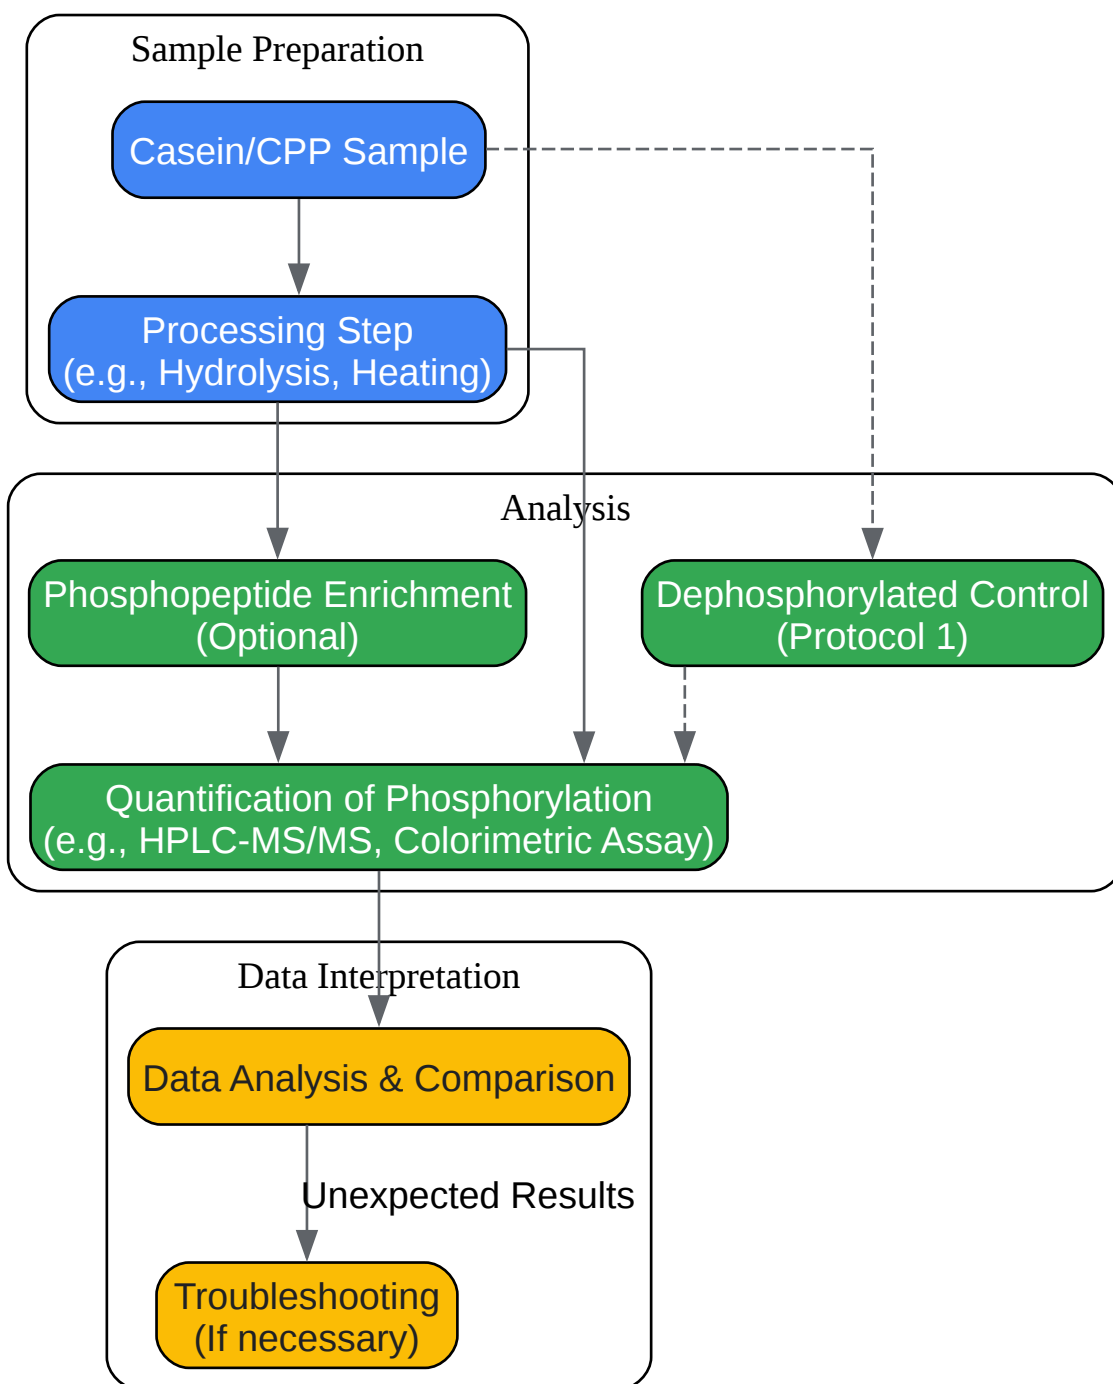 Sample Preparation
Casein/CPP Sample
Processing Step
(e.g., Hydrolysis, Heating)
Analysis
Phosphopeptide Enrichment
(Optional)
Dephosphorylated Control
(Protocol 1)
Quantification of Phosphorylation
(e.g., HPLC-MS/MS, Colorimetric Assay)
Data Interpretation
Data Analysis & Comparison
Unexpected Results
Troubleshooting
(If necessary)